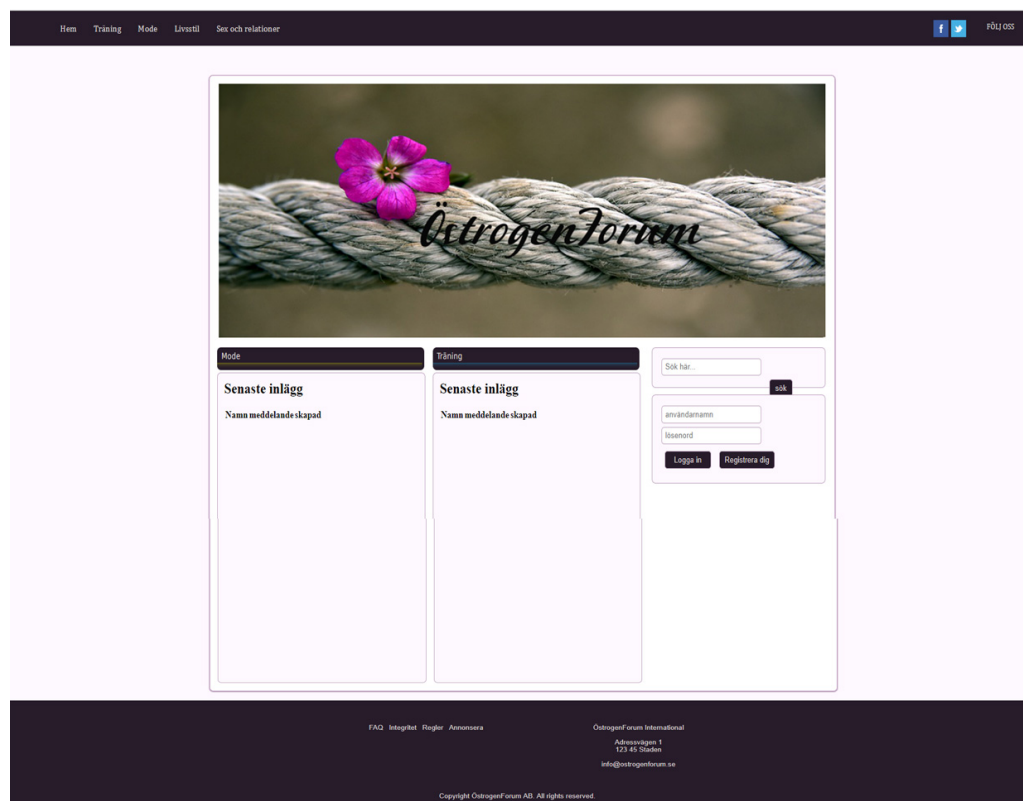 Hem Träning Mode Livsstil Sex och relationer
FÖLJ OSS
ÖstrogenForum
Mode
Träning
Senaste inlägg
Namn meddelande skapad
Senaste inlägg
Namn meddelande skapad
Sök här...
sök
användarnamn
lösenord
Logga in Registrera dig
FAQ Integritet Regler Annonsera
ÖstrogenForum International
Adressvägen 1
123 45 Staden
info@ostrogenforum.se
Copyright ÖstrogenForum AB. All rights reserved.